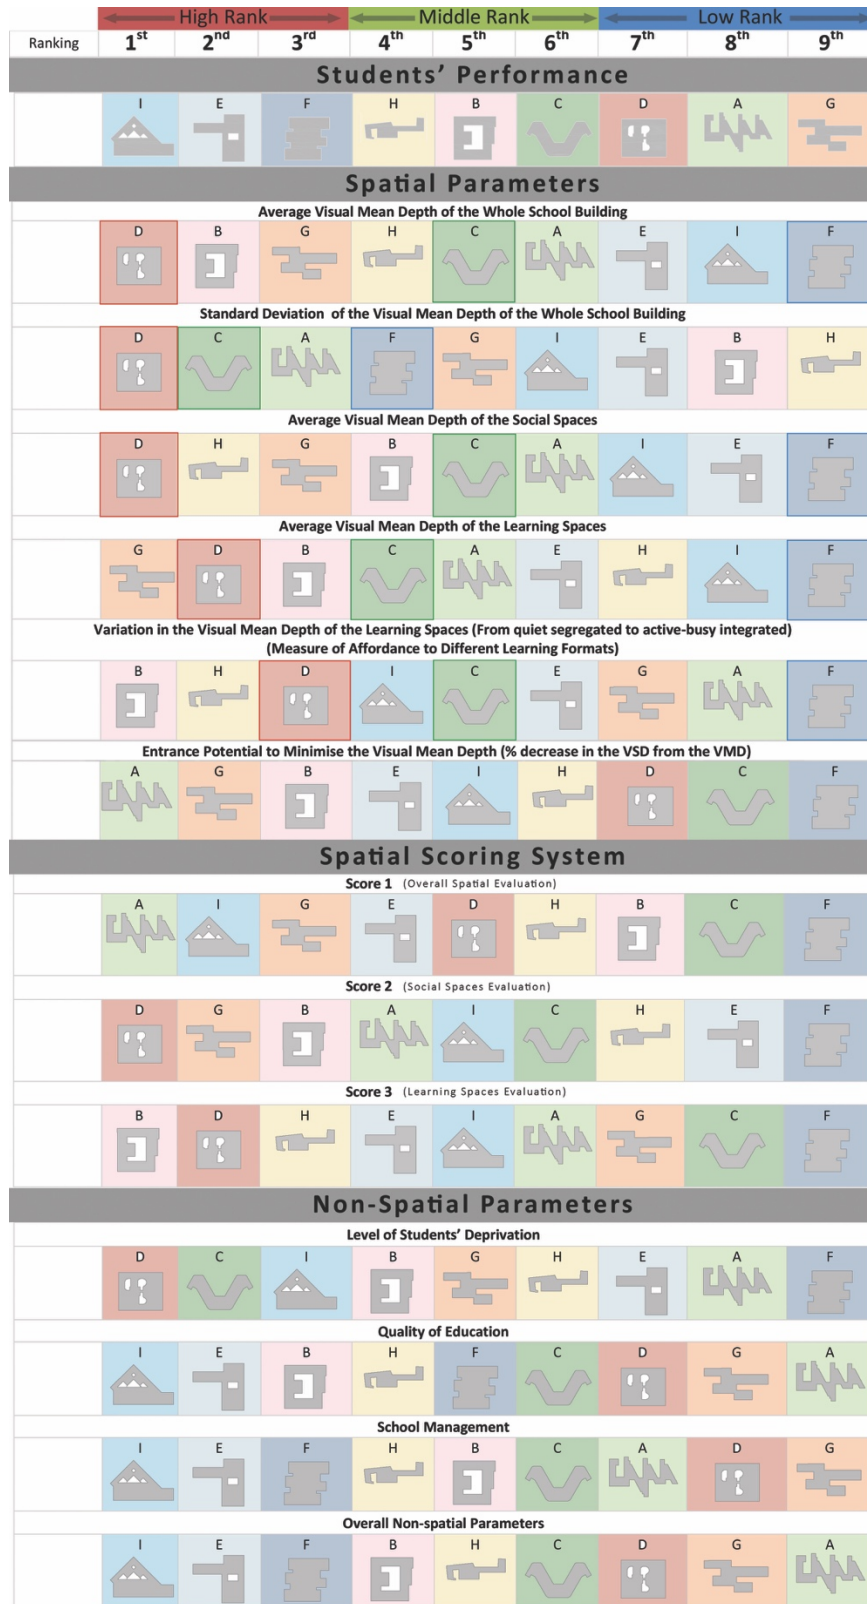 High Rank Middle Rank Low Rank
Ranking 1st 2nd 3rd 4th 5th 6th 7th 8th 9th
Students' Performance
I E F H B C D A G
Spatial Parameters
Average Visual Mean Depth of the Whole School Building
D B G H C A E I F
Standard Deviation of the Visual Mean Depth of the Whole School Building
D C A F G I E B H
Average Visual Mean Depth of the Social Spaces
D H G B C A I E F
Average Visual Mean Depth of the Learning Spaces
G D B C A E H I F
Variation in the Visual Mean Depth of the Learning Spaces (From quiet segregated to active-busy integrated)
(Measure of Affordance to Different Learning Formats)
B H D I C E G A F
Entrance Potential to Minimise the Visual Mean Depth (% decrease in the VSD from the VMD)
A G B E I H D C F
Spatial Scoring System
Score 1 (Overall Spatial Evaluation)
A I G E D H B C F
Score 2 (Social Spaces Evaluation)
D G B A I C H E F
Score 3 (Learning Spaces Evaluation)
B D H E I A G C F
Non-Spatial Parameters
Level of Students' Deprivation
D C I B G H E A F
Quality of Education
I E B H F C D G A
School Management
I E F H B C A D G
Overall Non-spatial Parameters
I E F B H C D G A